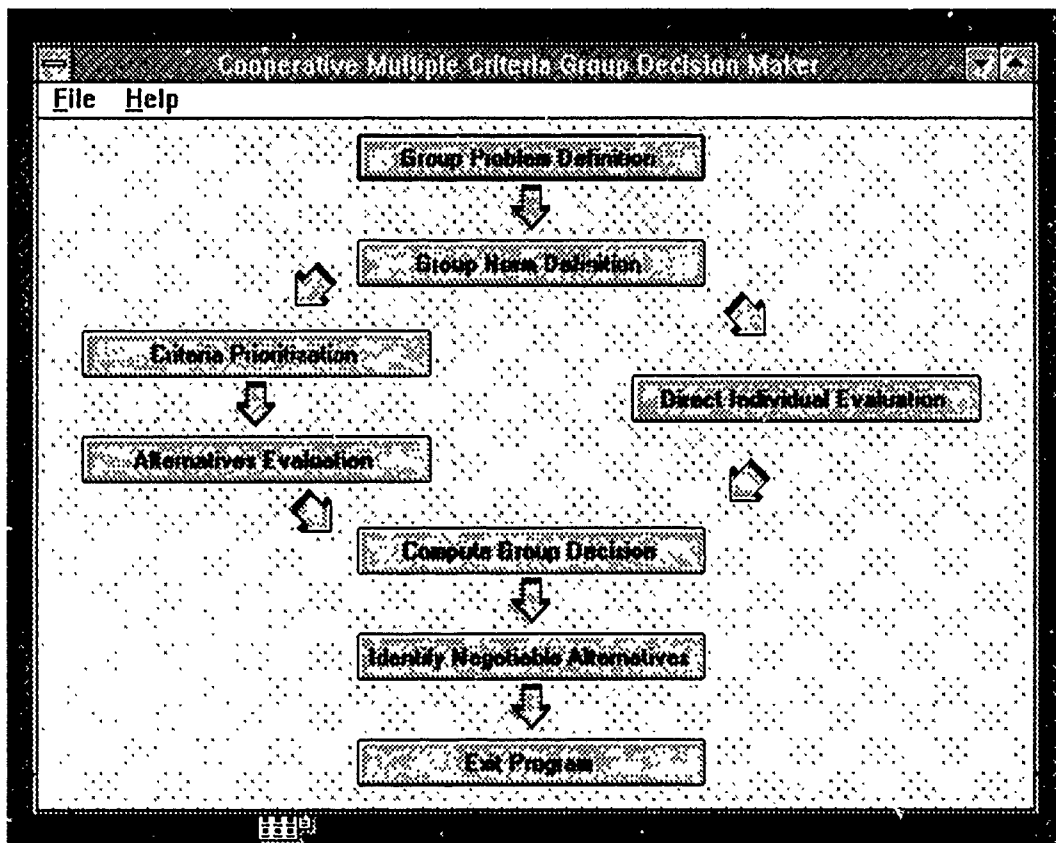 Cooperative Multiple Criteria Group Decision Maker
File Help
Group Problem Definition
Group Norm Definition
Criteria Prioritization
Direct Individual Evaluation
Alternatives Evaluation
Compute Group Decision
Identify Negotiable Alternatives
Exit Program